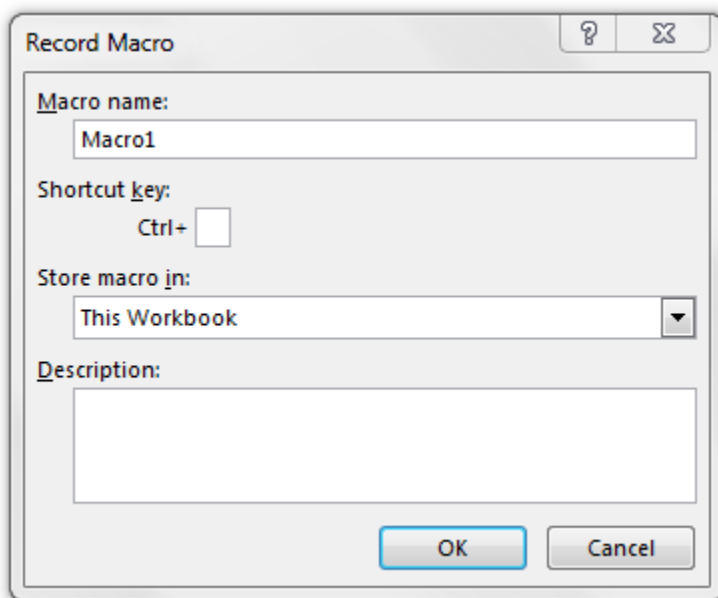 Record Macro
Macro name:
Macro1
Shortcut key:
Ctrl+
Store macro in:
This Workbook
Description:
OK Cancel